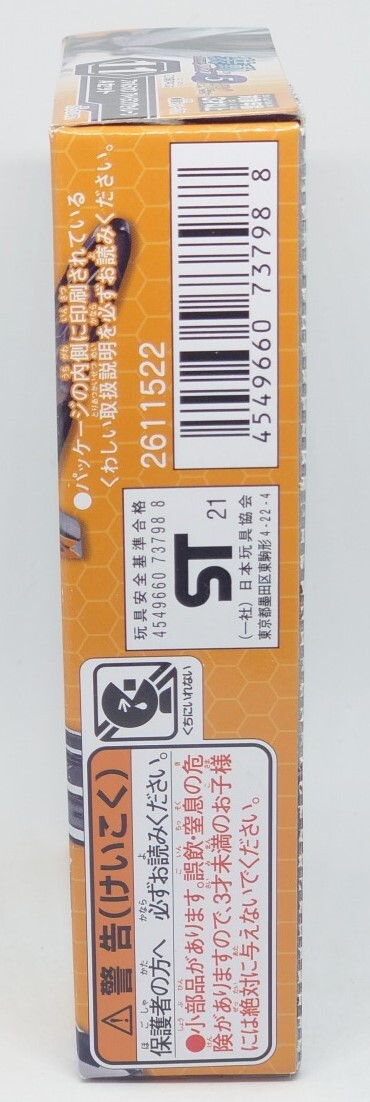 ●パッケージの内側に印刷されている
くわしい取扱説明を必ずお読みください。
2611522
4549660 737988
玩具安全基準合格
4549660 73798 8
ST 21
(一社)日本玩具協会
東京都墨田区東駒形4-22-4
くちにいれない
警告(けいこく)
保護者の方へ 必ずお読みください。
●小部品があります。誤飲・窒息の危
険がありますので、3才未満のお子様
には絶対に与えないでください。